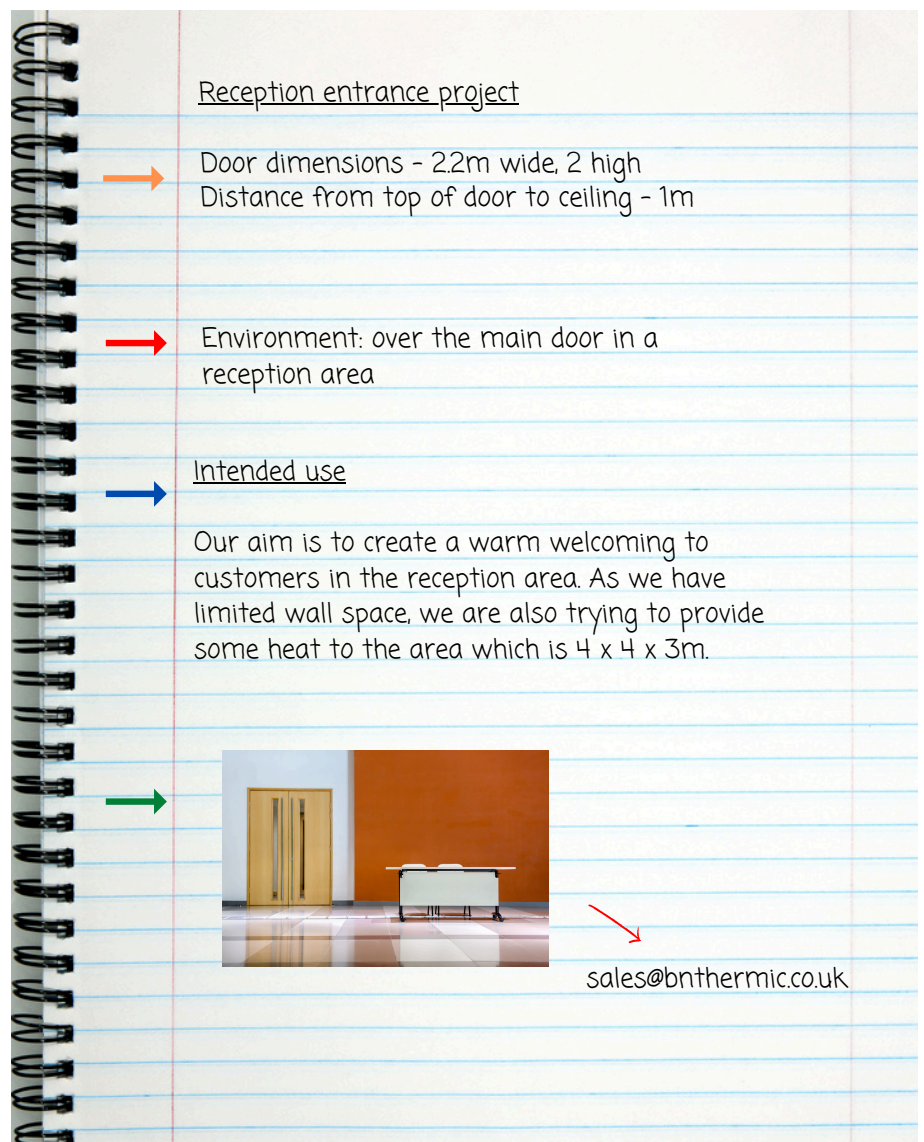 Reception entrance project
Door dimensions - 2.2m wide, 2 high
Distance from top of door to ceiling - 1m
Environment: over the main door in a
reception area
Intended use
Our aim is to create a warm welcoming to
customers in the reception area. As we have
limited wall space, we are also trying to provide
some heat to the area which is 4 x 4 x 3m.
sales@bnthermic.co.uk